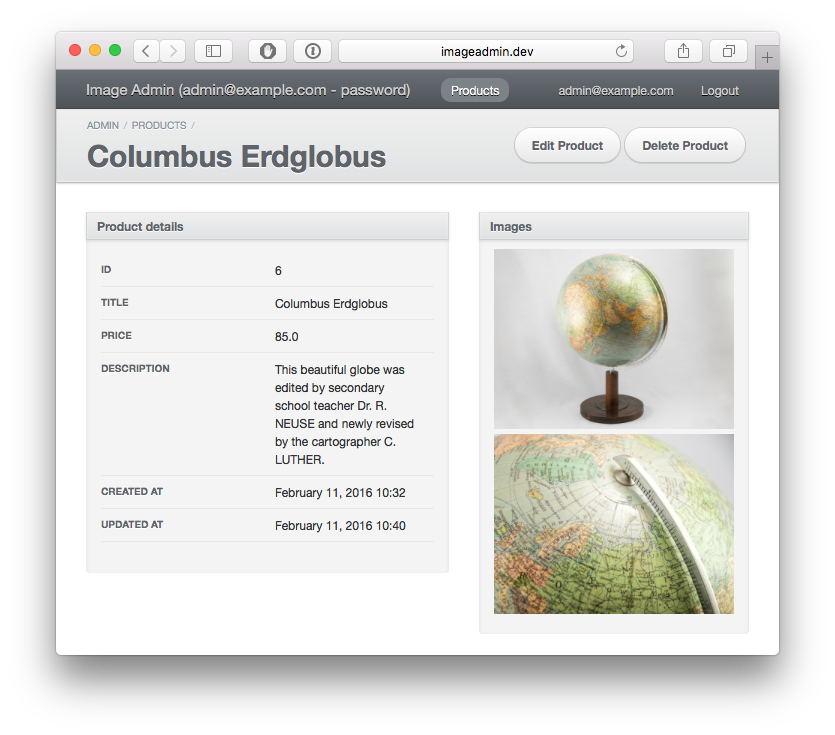 imageadmin.dev
Image Admin (admin@example.com - password)
Products
admin@example.com
Logout
ADMIN / PRODUCTS /
Columbus Erdglobus
Edit Product
Delete Product
Product details
ID
6
TITLE
Columbus Erdglobus
PRICE
85.0
DESCRIPTION
This beautiful globe was
edited by secondary
school teacher Dr. R.
NEUSE and newly revised
by the cartographer C.
LUTHER.
CREATED AT
February 11, 2016 10:32
UPDATED AT
February 11, 2016 10:40
Images